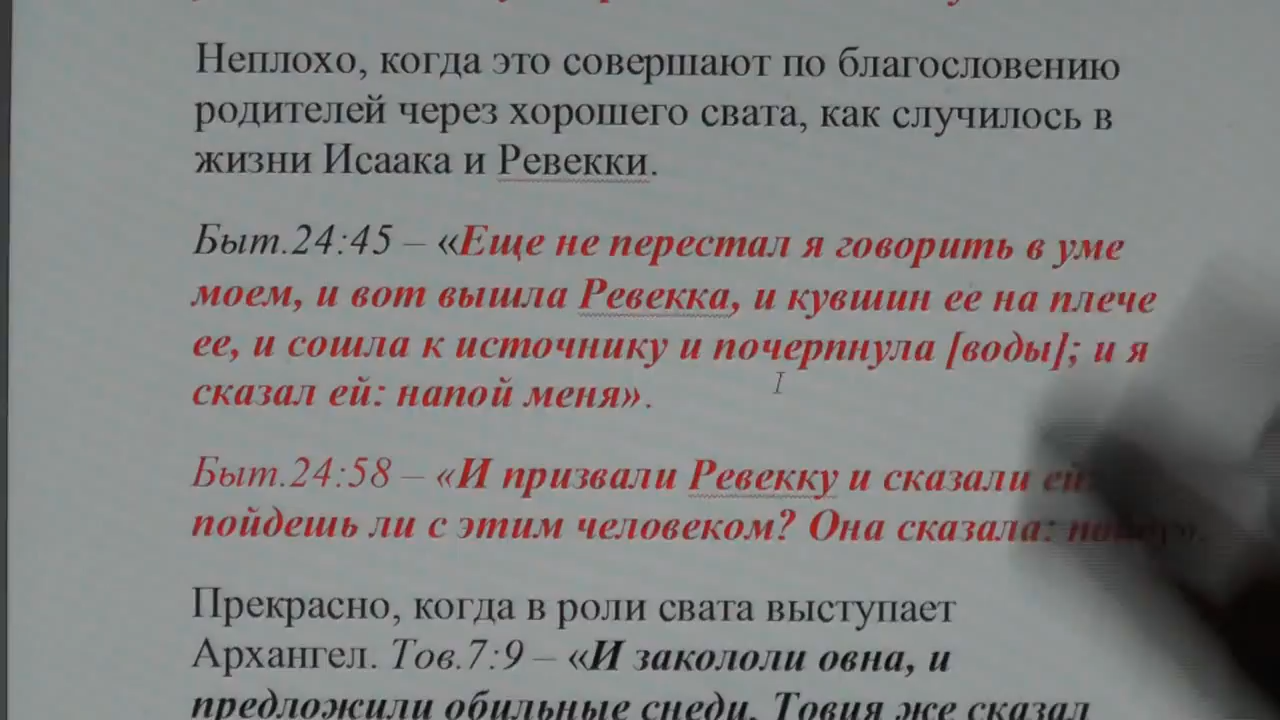 Неплохо, когда это совершают по благословению
родителей через хорошего свата, как случилось в
жизни Исаака и Ревекки.
Быт.24:45 – «Еще не перестал я говорить в уме
моем, и вот вышла Ревекка, и кувшин ее на плече
ее, и сошла к источнику и почерпнула [воды]; и я
сказал ей: напой меня».
Быт.24:58 – «И призвали Ревекку и сказали ей:
пойдешь ли с этим человеком? Она сказала:
Прекрасно, когда в роли свата выступает
Архангел. Тов.7:9 – «И закололи овна, и
предложили обильные снеди. Товия же сказал